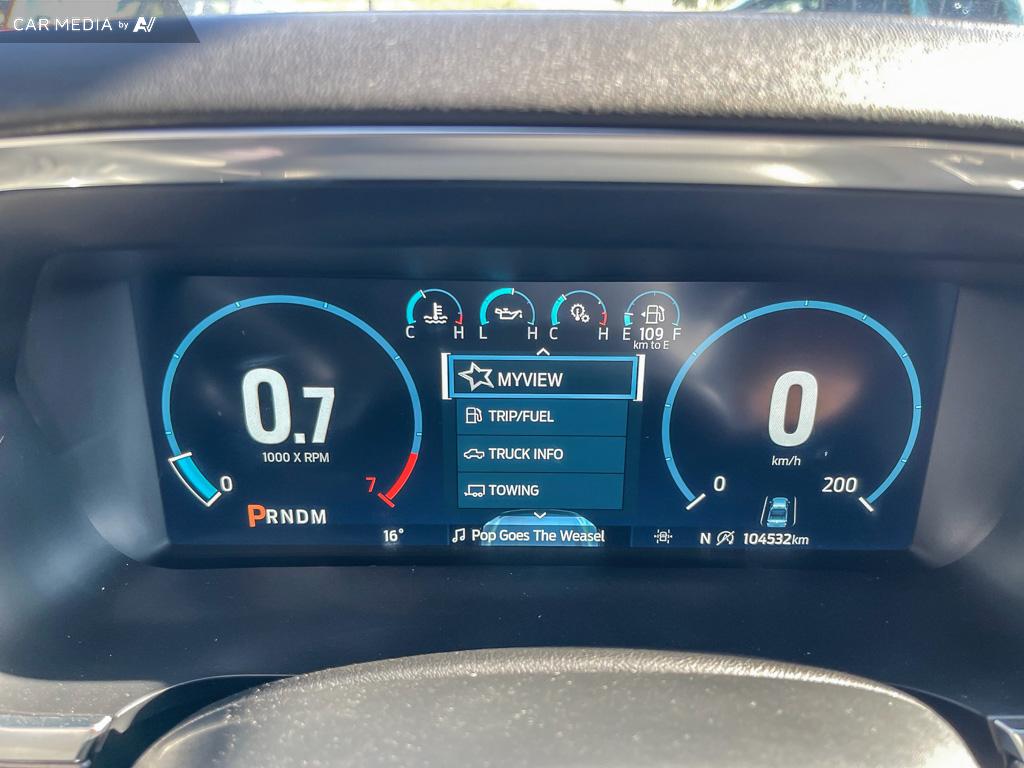 CAR MEDIA by AV
C H L H C H E 109 F
km to E
0.7
1000 X RPM
0 7
PRNDM
16°
MYVIEW
TRIP/FUEL
TRUCK INFO
TOWING
Pop Goes The Weasel
0
km/h
0 200
N 104532km